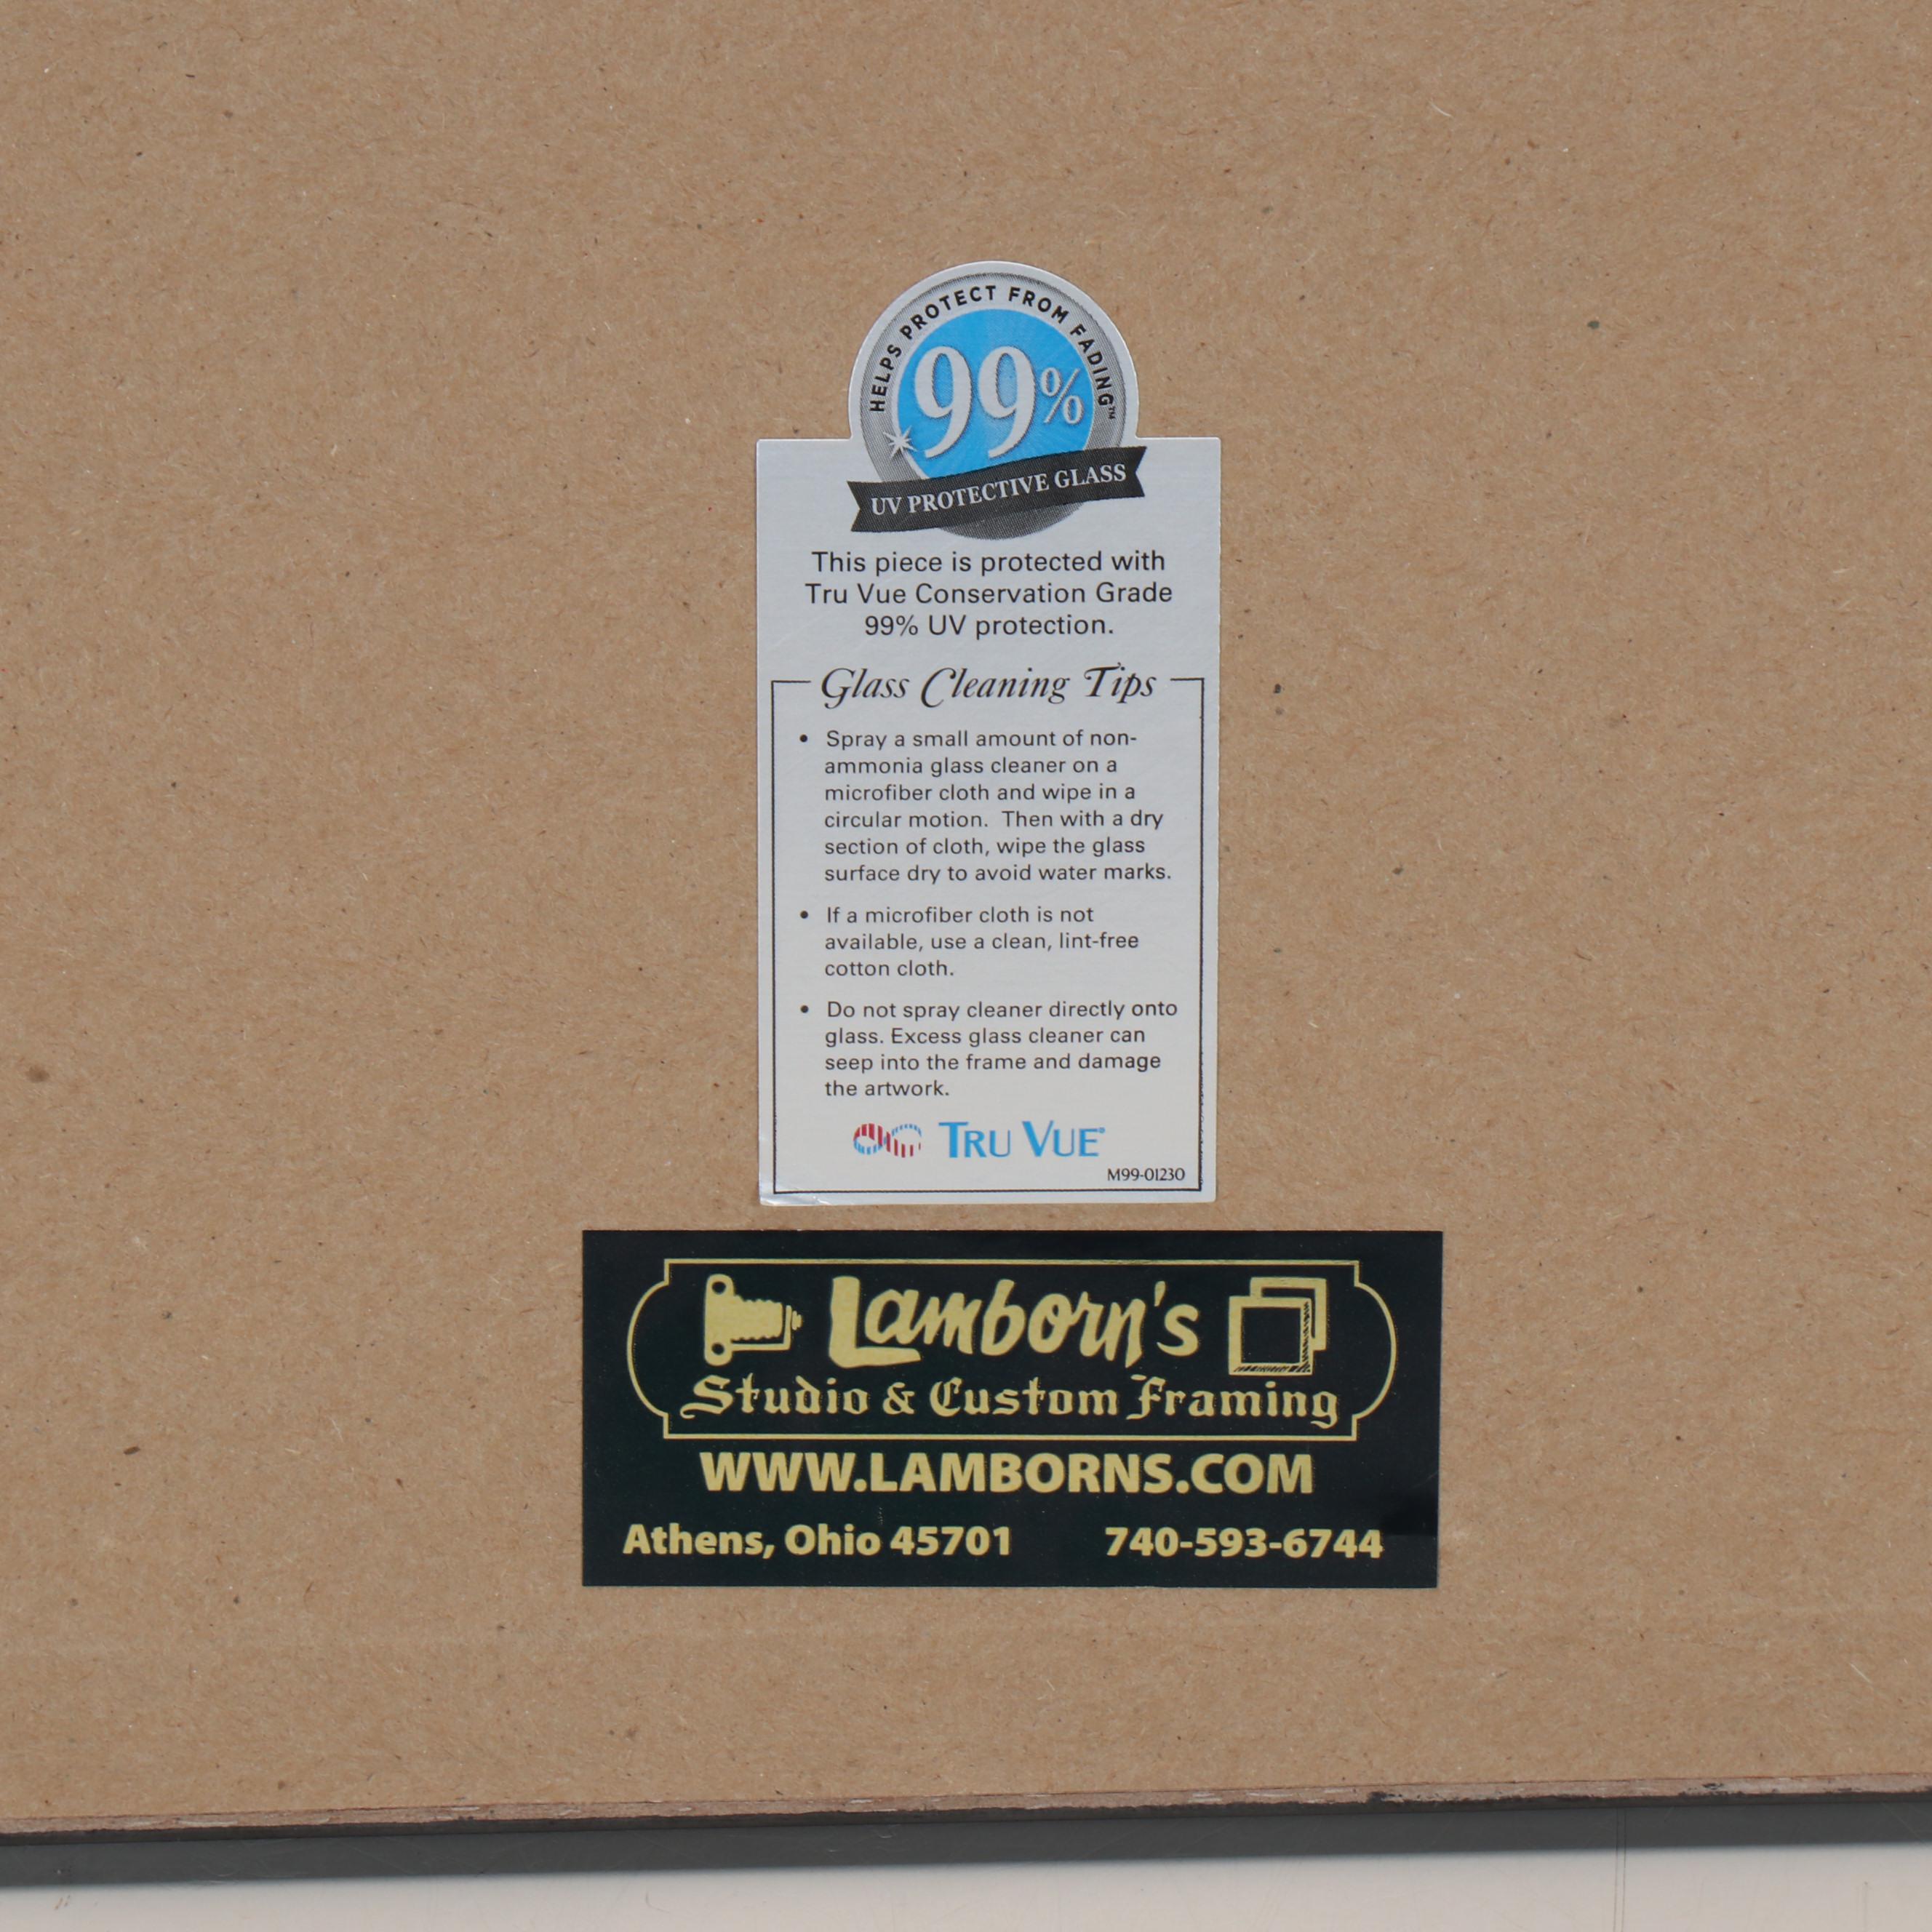 HELPS PROTECT FROM FADING™
99%
UV PROTECTIVE GLASS
This piece is protected with
Tru Vue Conservation Grade
99% UV protection.
Glass Cleaning Tips
• Spray a small amount of non-
ammonia glass cleaner on a
microfiber cloth and wipe in a
circular motion. Then with a dry
section of cloth, wipe the glass
surface dry to avoid water marks.
• If a microfiber cloth is not
available, use a clean, lint-free
cotton cloth.
• Do not spray cleaner directly onto
glass. Excess glass cleaner can
seep into the frame and damage
the artwork.
TRU VUE®
M99-01230
Lamborn's
Studio & Custom Framing
WWW.LAMBORNS.COM
Athens, Ohio 45701 740-593-6744